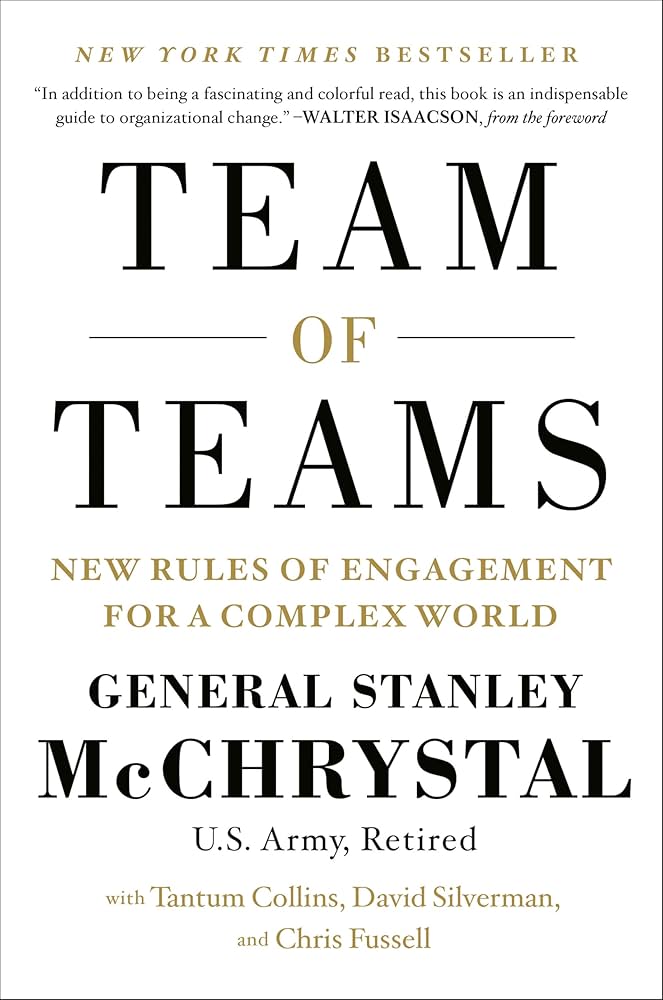 NEW YORK TIMES BESTSELLER
“In addition to being a fascinating and colorful read, this book is an indispensable
guide to organizational change.” –WALTER ISAACSON, from the foreword
TEAM
OF
TEAMS
NEW RULES OF ENGAGEMENT
FOR A COMPLEX WORLD
GENERAL STANLEY
McCHRYSTAL
U.S. Army, Retired
with Tantum Collins, David Silverman,
and Chris Fussell